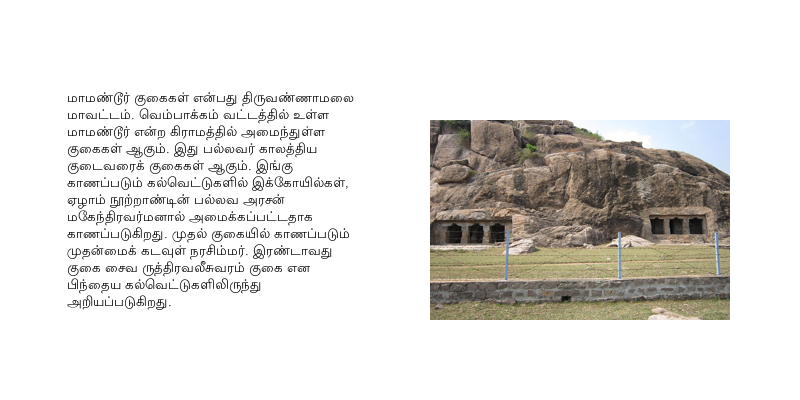 மாமண்டூர் குகைகள் என்பது திருவண்ணாமலை
மாவட்டம். வெம்பாக்கம் வட்டத்தில் உள்ள
மாமண்டூர் என்ற கிராமத்தில் அமைந்துள்ள
குகைகள் ஆகும். இது பல்லவர் காலத்திய
குடைவரைக் குகைகள் ஆகும். இங்கு
காணப்படும் கல்வெட்டுகளில் இக்கோயில்கள்,
ஏழாம் நூற்றாண்டின் பல்லவ அரசன்
மகேந்திரவர்மனால் அமைக்கப்பட்டதாக
காணப்படுகிறது. முதல் குகையில் காணப்படும்
முதன்மைக் கடவுள் நரசிம்மர். இரண்டாவது
குகை சைவ ருத்திரவலீசுவரம் குகை என
பிந்தைய கல்வெட்டுகளிலிருந்து
அறியப்படுகிறது.